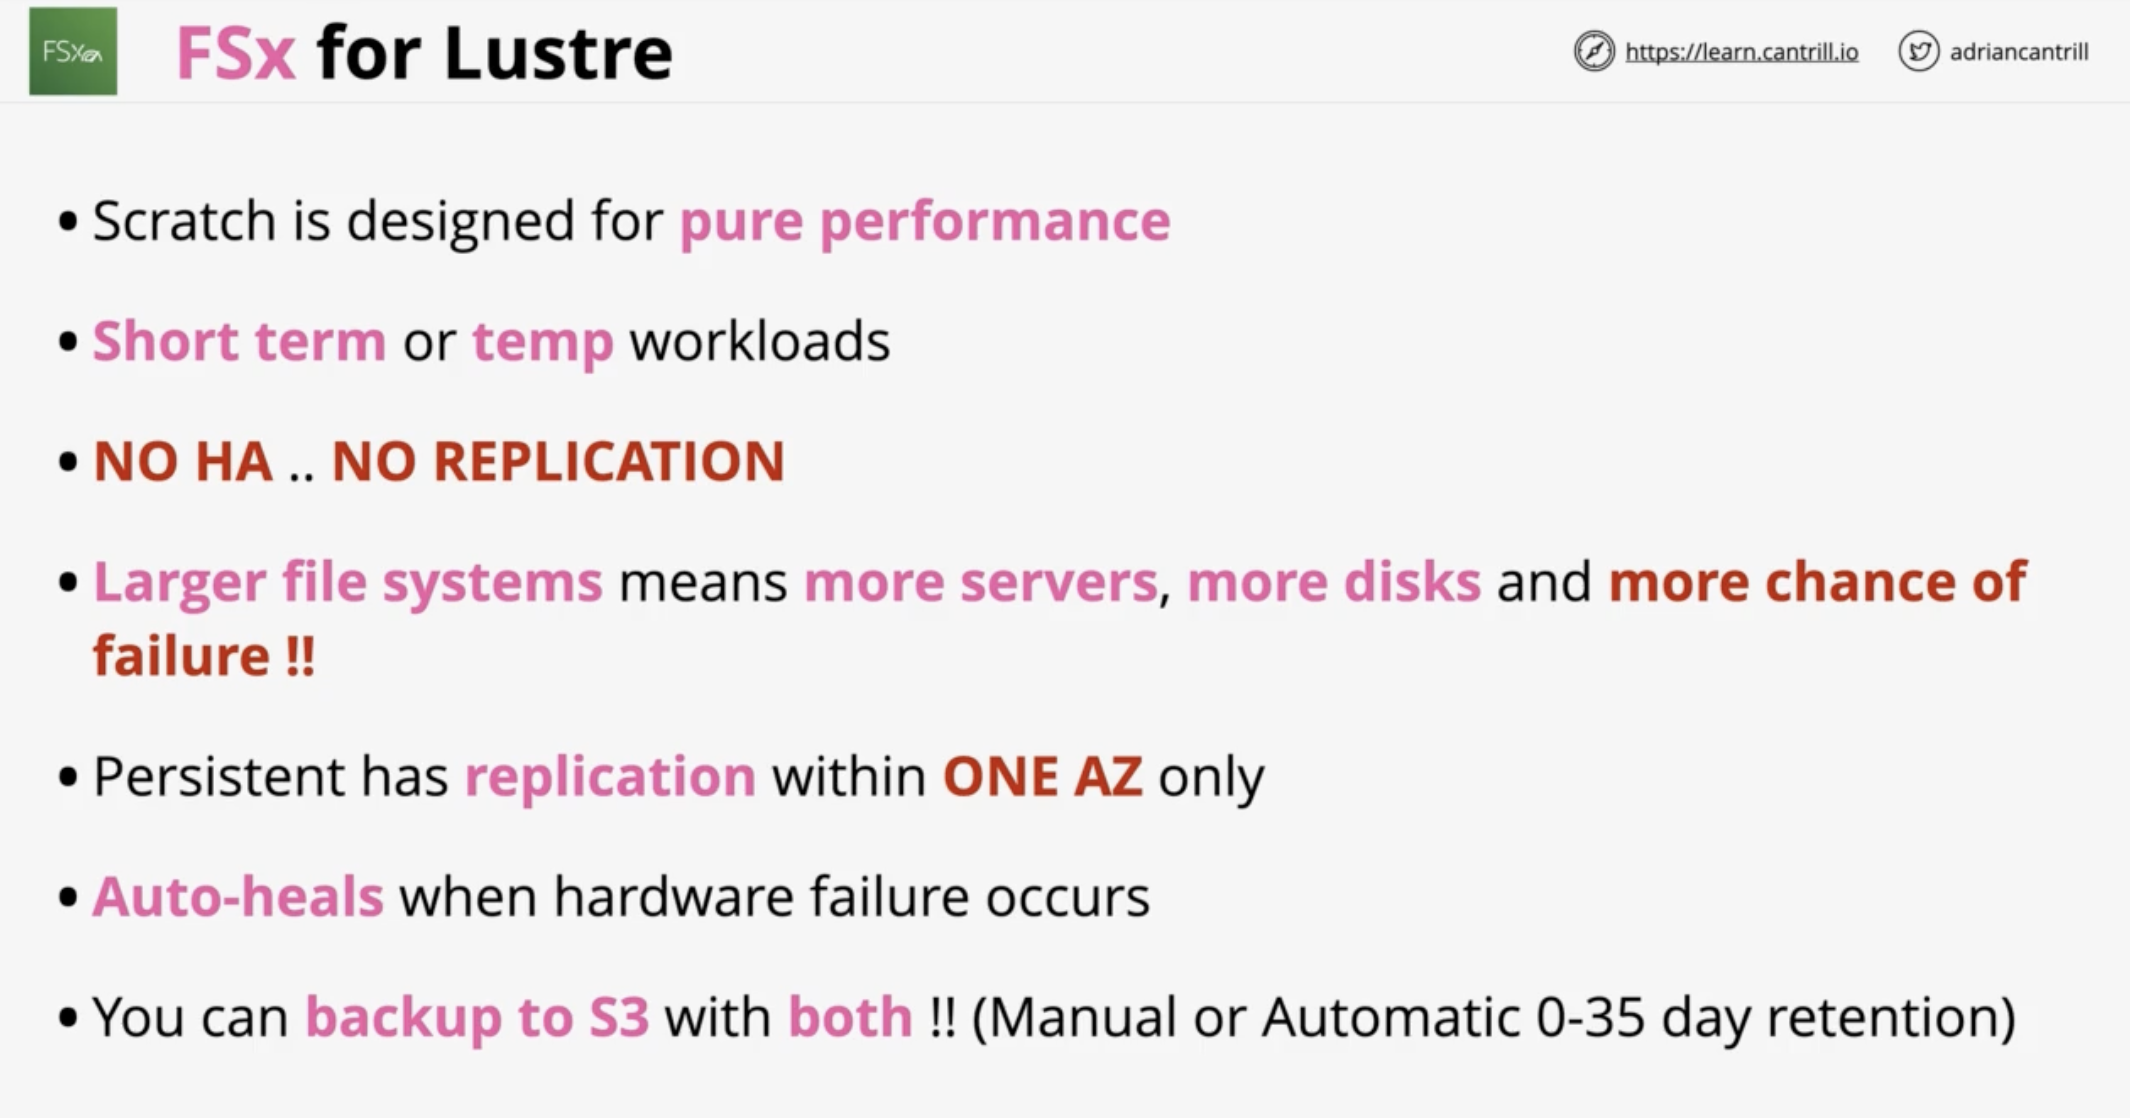 FSx
FSx for Lustre
https://learn.cantrill.io
adriancantrill
• Scratch is designed for pure performance
• Short term or temp workloads
• NO HA .. NO REPLICATION
• Larger file systems means more servers, more disks and more chance of
failure !!
• Persistent has replication within ONE AZ only
• Auto-heals when hardware failure occurs
• You can backup to S3 with both !! (Manual or Automatic 0-35 day retention)